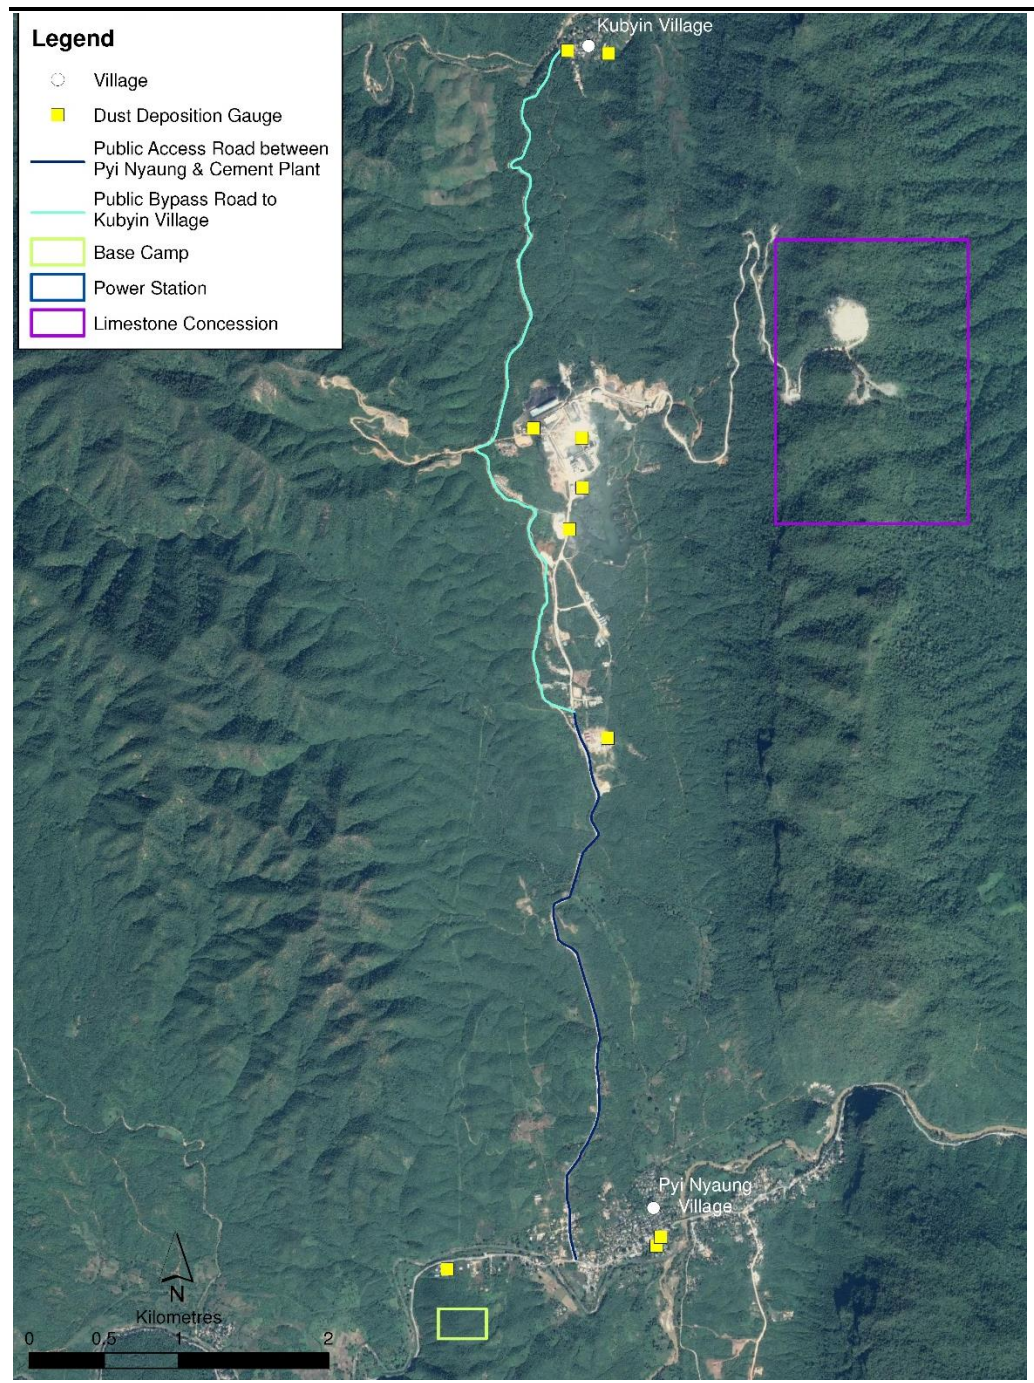 Kubyin Village
Legend
Village
Dust Deposition Gauge
Public Access Road between
Pyi Nyaung & Cement Plant
Public Bypass Road to
Kubyin Village
Base Camp
Power Station
Limestone Concession
Pyi Nyaung
Village
N
Kilometres
0 0.5 1 2